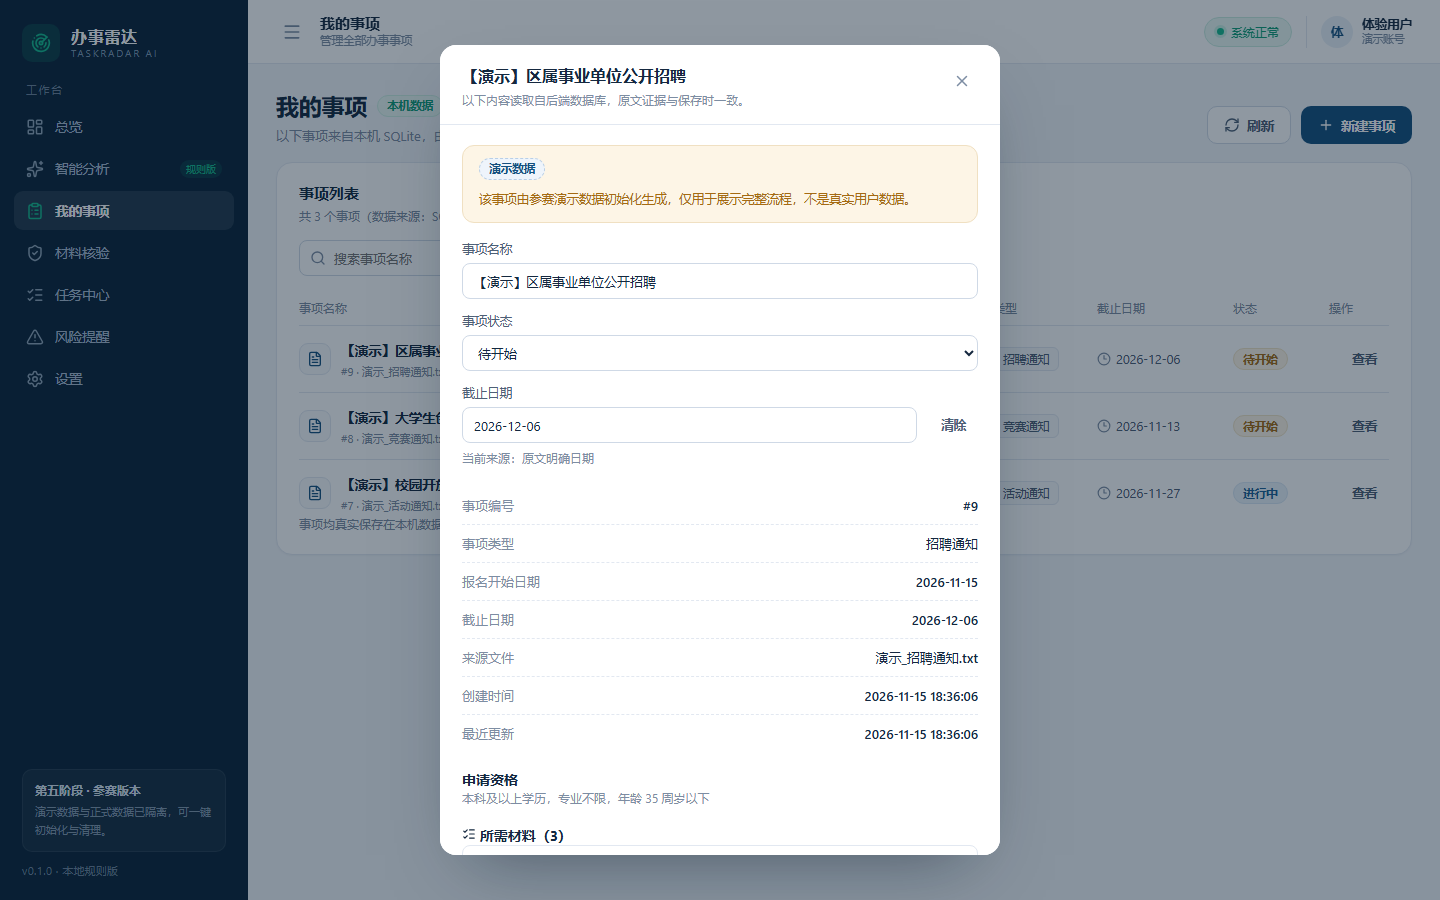 办事雷达
TASKRADAR AI
工作台
总览
智能分析
规则版
我的事项
材料核验
任务中心
风险提醒
设置
第五阶段 · 参赛版本
演示数据与正式数据已隔离，可一键
初始化与清理。
v0.1.0 · 本地规则版
我的事项
管理全部办事事项
系统正常
体
体验用户
演示账号
我的事项
本机数据
以下事项来自本机 SQLite，
刷新
新建事项
事项列表
共 3 个事项（数据来源：
搜索事项名称
事项名称
类型
截止日期
状态
操作
【演示】区属事业
#9 · 演示_招聘通知.
招聘通知
2026-12-06
待开始
查看
【演示】大学生
#8 · 演示_竞赛通知.
竞赛通知
2026-11-13
待开始
查看
【演示】校园开
#7 · 演示_活动通知.
活动通知
2026-11-27
进行中
查看
事项均真实保存在本机数据
【演示】区属事业单位公开招聘
以下内容读取自后端数据库，原文证据与保存时一致。
演示数据
该事项由参赛演示数据初始化生成，仅用于展示完整流程，不是真实用户数据。
事项名称
【演示】区属事业单位公开招聘
事项状态
待开始
截止日期
2026-12-06
清除
当前来源：原文明确日期
事项编号
#9
事项类型
招聘通知
报名开始日期
2026-11-15
截止日期
2026-12-06
来源文件
演示_招聘通知.txt
创建时间
2026-11-15 18:36:06
最近更新
2026-11-15 18:36:06
申请资格
本科及以上学历，专业不限，年龄 35 周岁以下
所需材料（3）